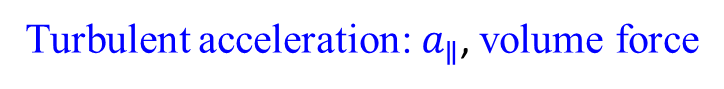 Turbulent acceleration: a∥, volume force